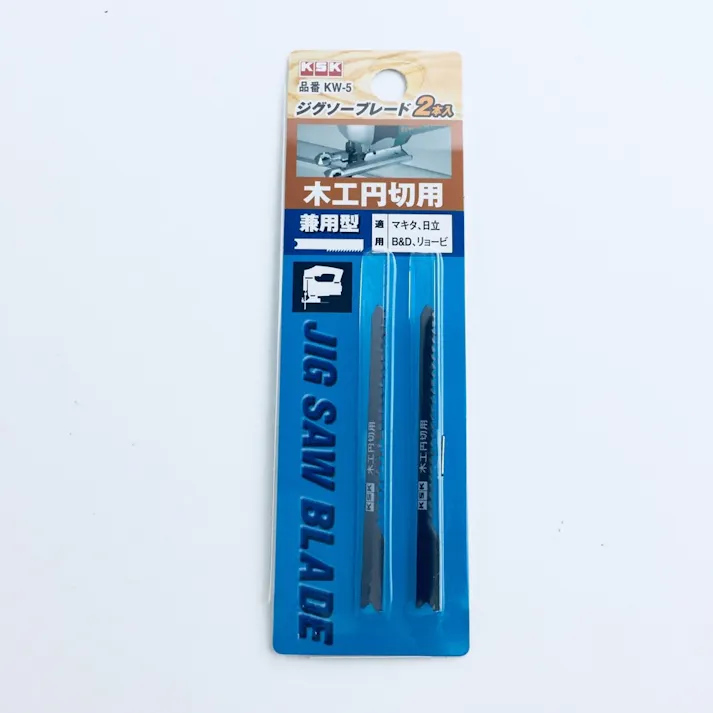 KSK
品番 KW-5
ジグソーブレード 2本入
木工円切用
兼用型
適用
マキタ、日立
B&D、リョービ
JIG SAW BLADE
KSK 木工円切用
KSK 木工円切用